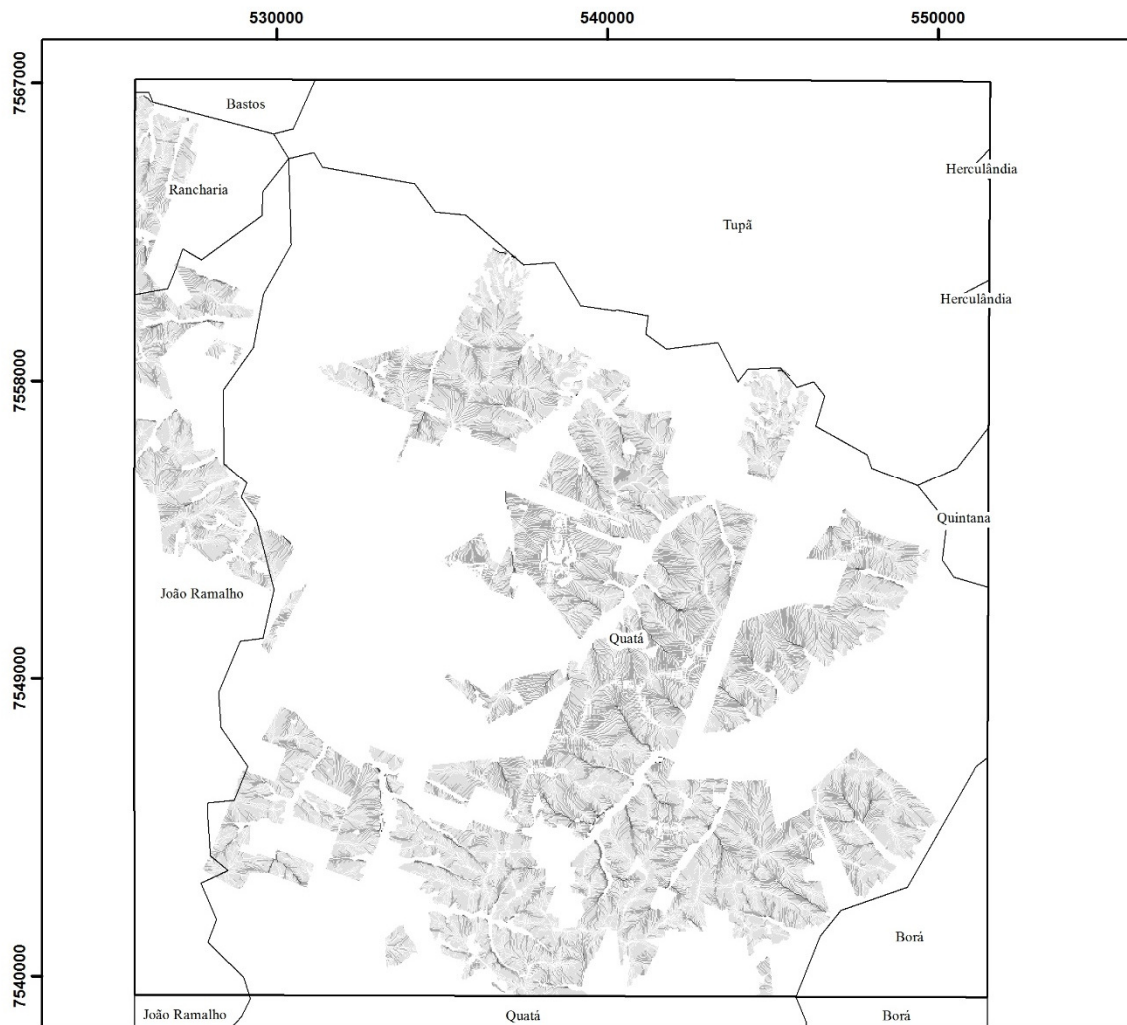 530000
540000
550000
7567000
Bastos
Herculândia
Rancharia
Tupã
Herculândia
7558000
Quintana
João Ramalho
Quatá
7549000
Borá
7540000
João Ramalho
Quatá
Borá